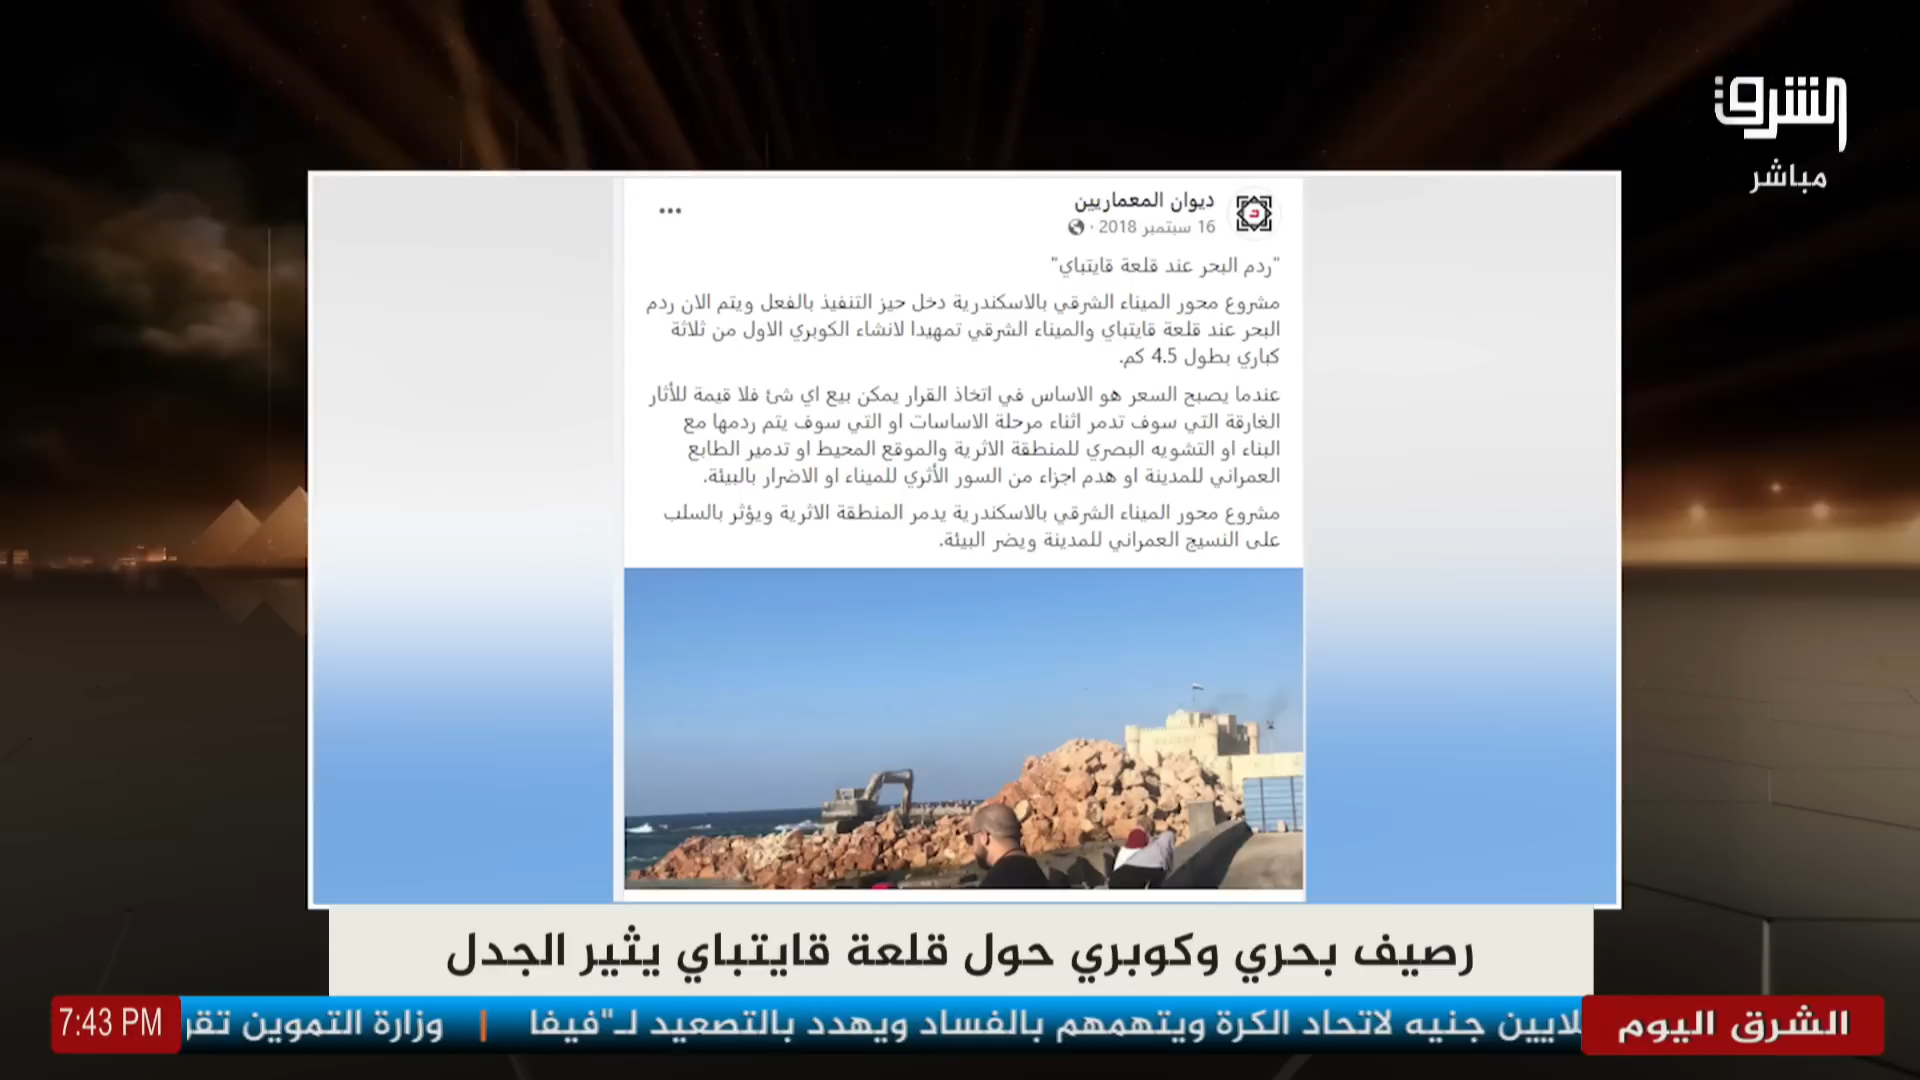 الشرق
مباشر
ديوان المعماريين
16 سبتمبر 2018 ·
"ردم البحر عند قلعة قايتباي"
مشروع محور الميناء الشرقي بالاسكندرية دخل حيز التنفيذ بالفعل ويتم الان ردم
البحر عند قلعة قايتباي والميناء الشرقي تمهيدا لانشاء الكوبري الاول من ثلاثة
كباري بطول 4.5 كم.
عندما يصبح السعر هو الاساس في اتخاذ القرار يمكن بيع اي شئ فلا قيمة للأثار
الغارقة التي سوف تدمر اثناء مرحلة الاساسات او التي سوف يتم ردمها مع
البناء او التشويه البصري للمنطقة الاثرية والموقع المحيط او تدمير الطابع
العمراني للمدينة او هدم اجزاء من السور الأثري للميناء او الاضرار بالبيئة.
مشروع محور الميناء الشرقي بالاسكندرية يدمر المنطقة الاثرية ويؤثر بالسلب
على النسيج العمراني للمدينة ويضر البيئة.
رصيف بحري وكوبري حول قلعة قايتباي يثير الجدل
الشرق اليوم
لايين جنيه لاتحاد الكرة ويتهمهم بالفساد ويهدد بالتصعيد لـ"فيفا" | وزارة التموين تقر
7:43 PM